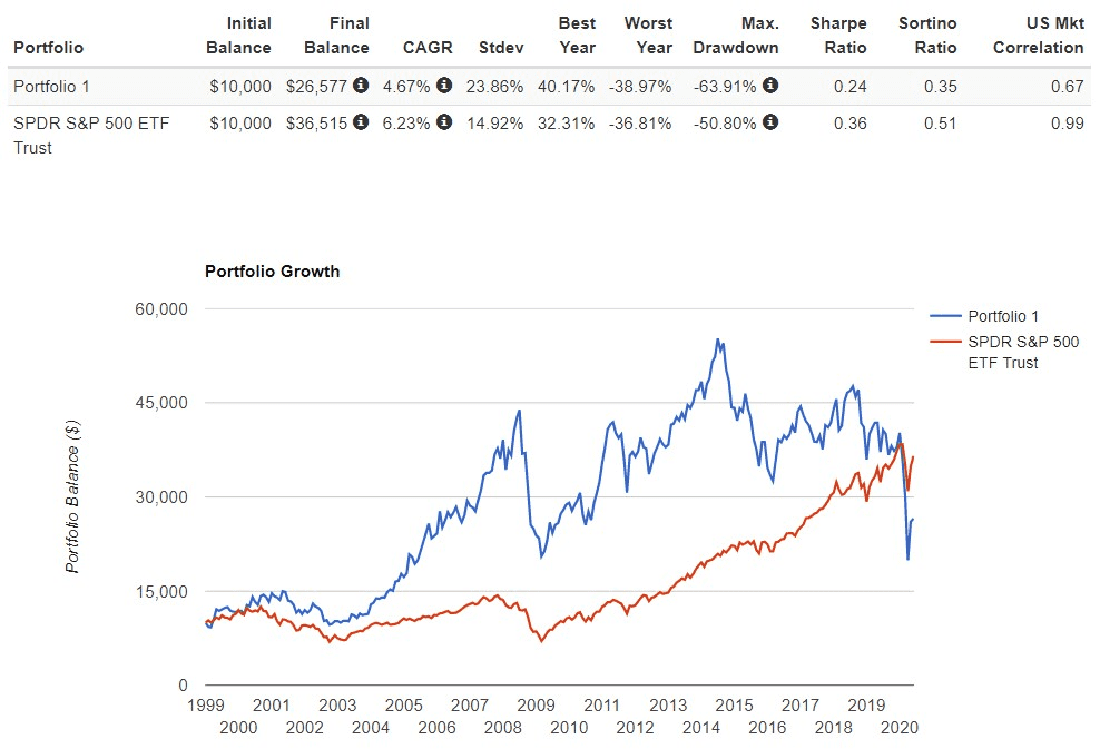 Portfolio Initial Balance Final Balance CAGR Stdev Best Year Worst Year Max. Drawdown Sharpe Ratio Sortino Ratio US Mkt Correlation
Portfolio 1 $10,000 $26,577 4.67% 23.86% 40.17% -38.97% -63.91% 0.24 0.35 0.67
SPDR S&P 500 ETF Trust $10,000 $36,515 6.23% 14.92% 32.31% -36.81% -50.80% 0.36 0.51 0.99
Portfolio Growth
60,000
45,000
30,000
15,000
0
Portfolio Balance ($)
1999 2001 2003 2005 2007 2009 2011 2013 2015 2017 2019
2000 2002 2004 2006 2008 2010 2012 2014 2016 2018 2020
Portfolio 1
SPDR S&P 500
ETF Trust